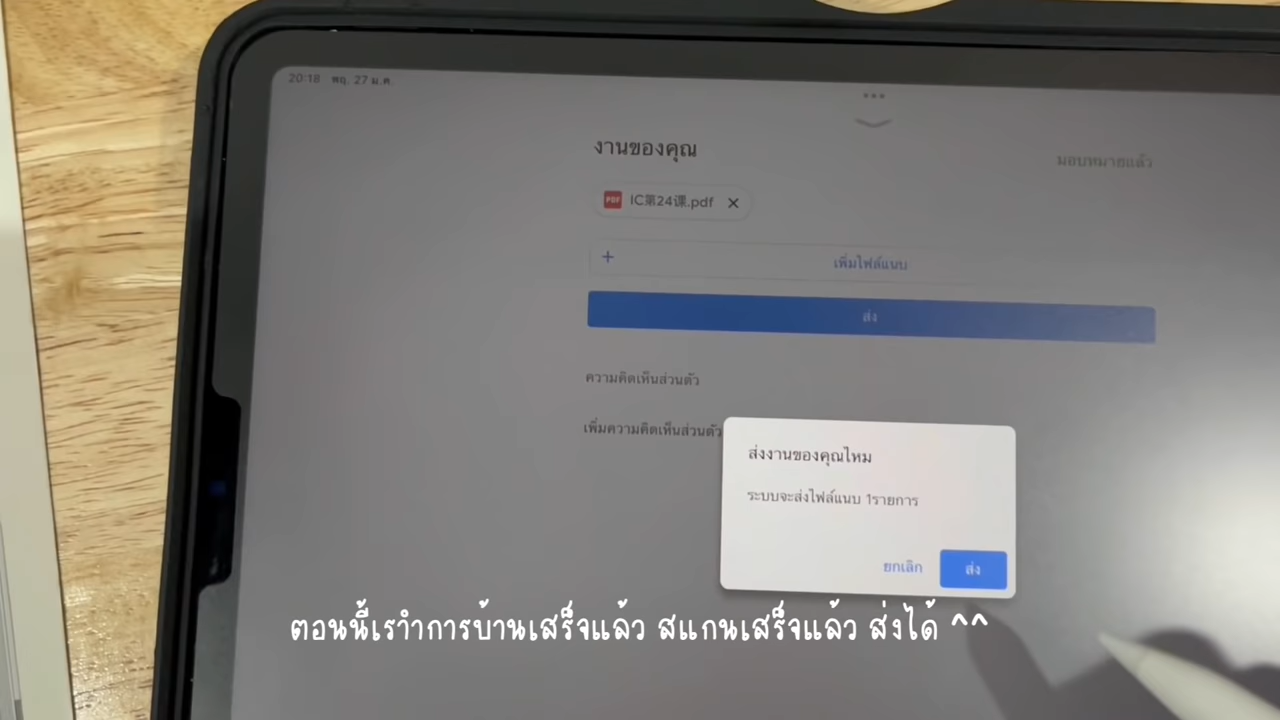 20:18 พฤ. 27 ม.ค.
งานของคุณ
มอบหมายแล้ว
PDF IC第24课.pdf
เพิ่มไฟล์แนบ
ส่ง
ความคิดเห็นส่วนตัว
เพิ่มความคิดเห็นส่วนตัว
ส่งงานของคุณไหม
ระบบจะส่งไฟล์แนบ 1รายการ
ยกเลิก ส่ง
ตอนนี้เราำการบ้านเสร็จแล้ว สแกนเสร็จแล้ว ส่งได้ ^^